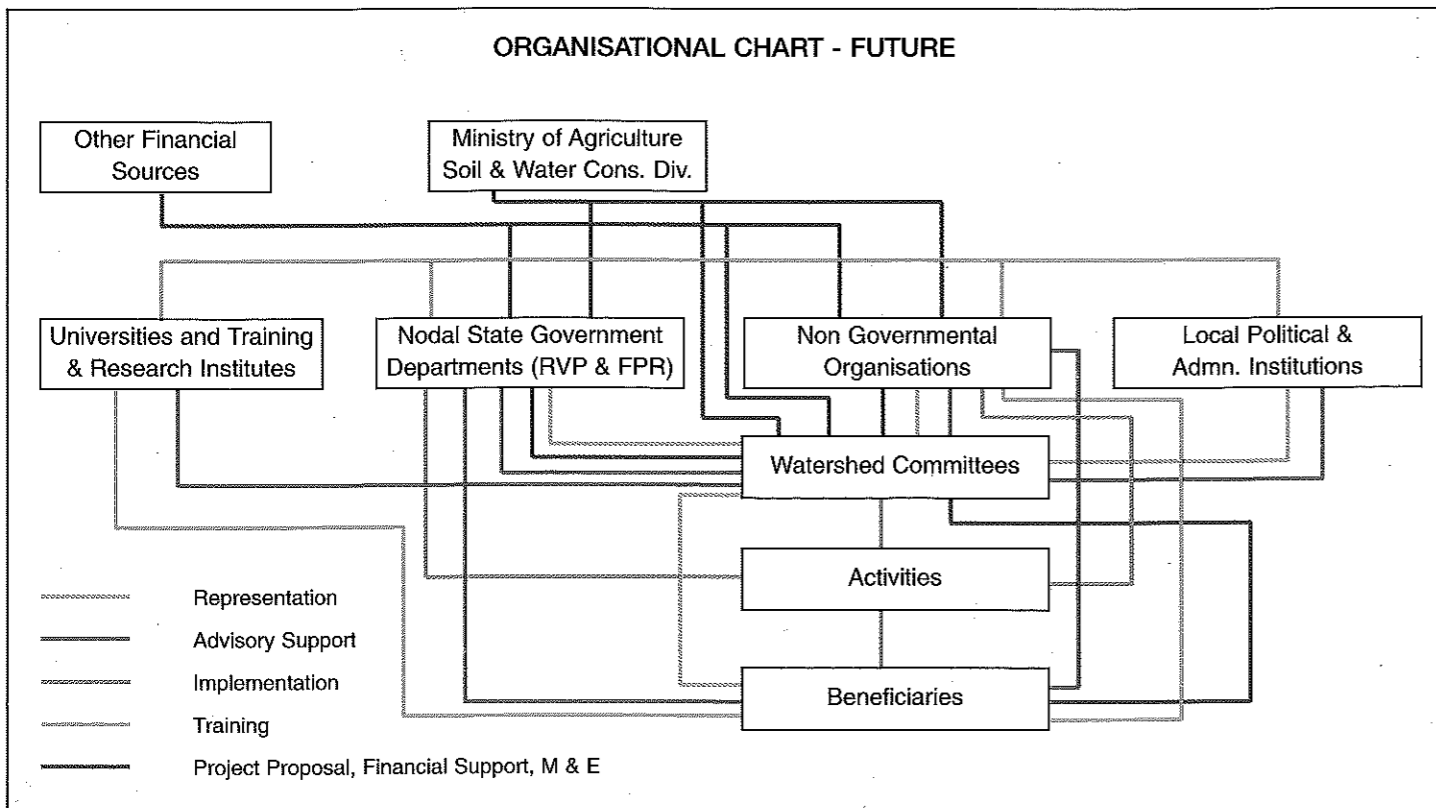 ORGANISATIONAL CHART - FUTURE
Other Financial
Sources
Ministry of Agriculture
Soil & Water Cons. Div.
Universities and Training
& Research Institutes
Nodal State Government
Departments (RVP & FPR)
Non Governmental
Organisations
Local Political &
Admn. Institutions
Watershed Committees
Activities
Beneficiaries
Representation
Advisory Support
Implementation
Training
Project Proposal, Financial Support, M & E